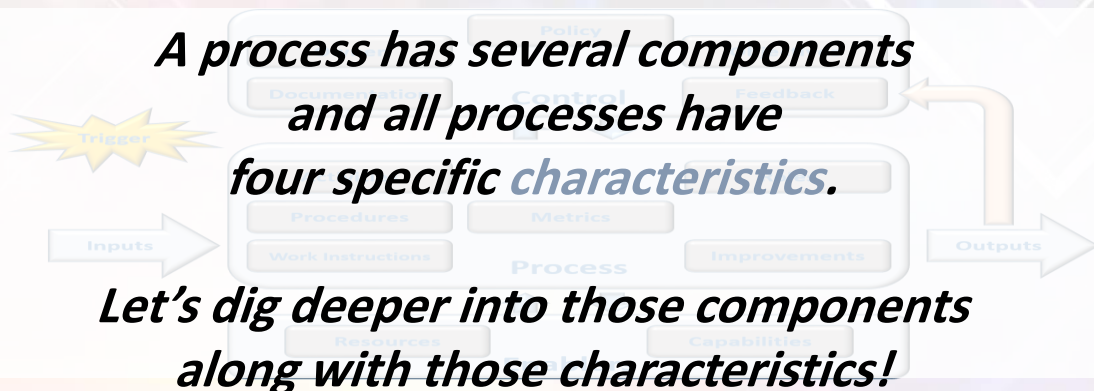 Policy
A process has several components
Documentation
Control
Feedback
and all processes have
Trigger
four specific characteristics.
Procedures
Metrics
Inputs
Outputs
Work Instructions
Improvements
Process
Let's dig deeper into those components
Resources
Capabilities
along with those characteristics!